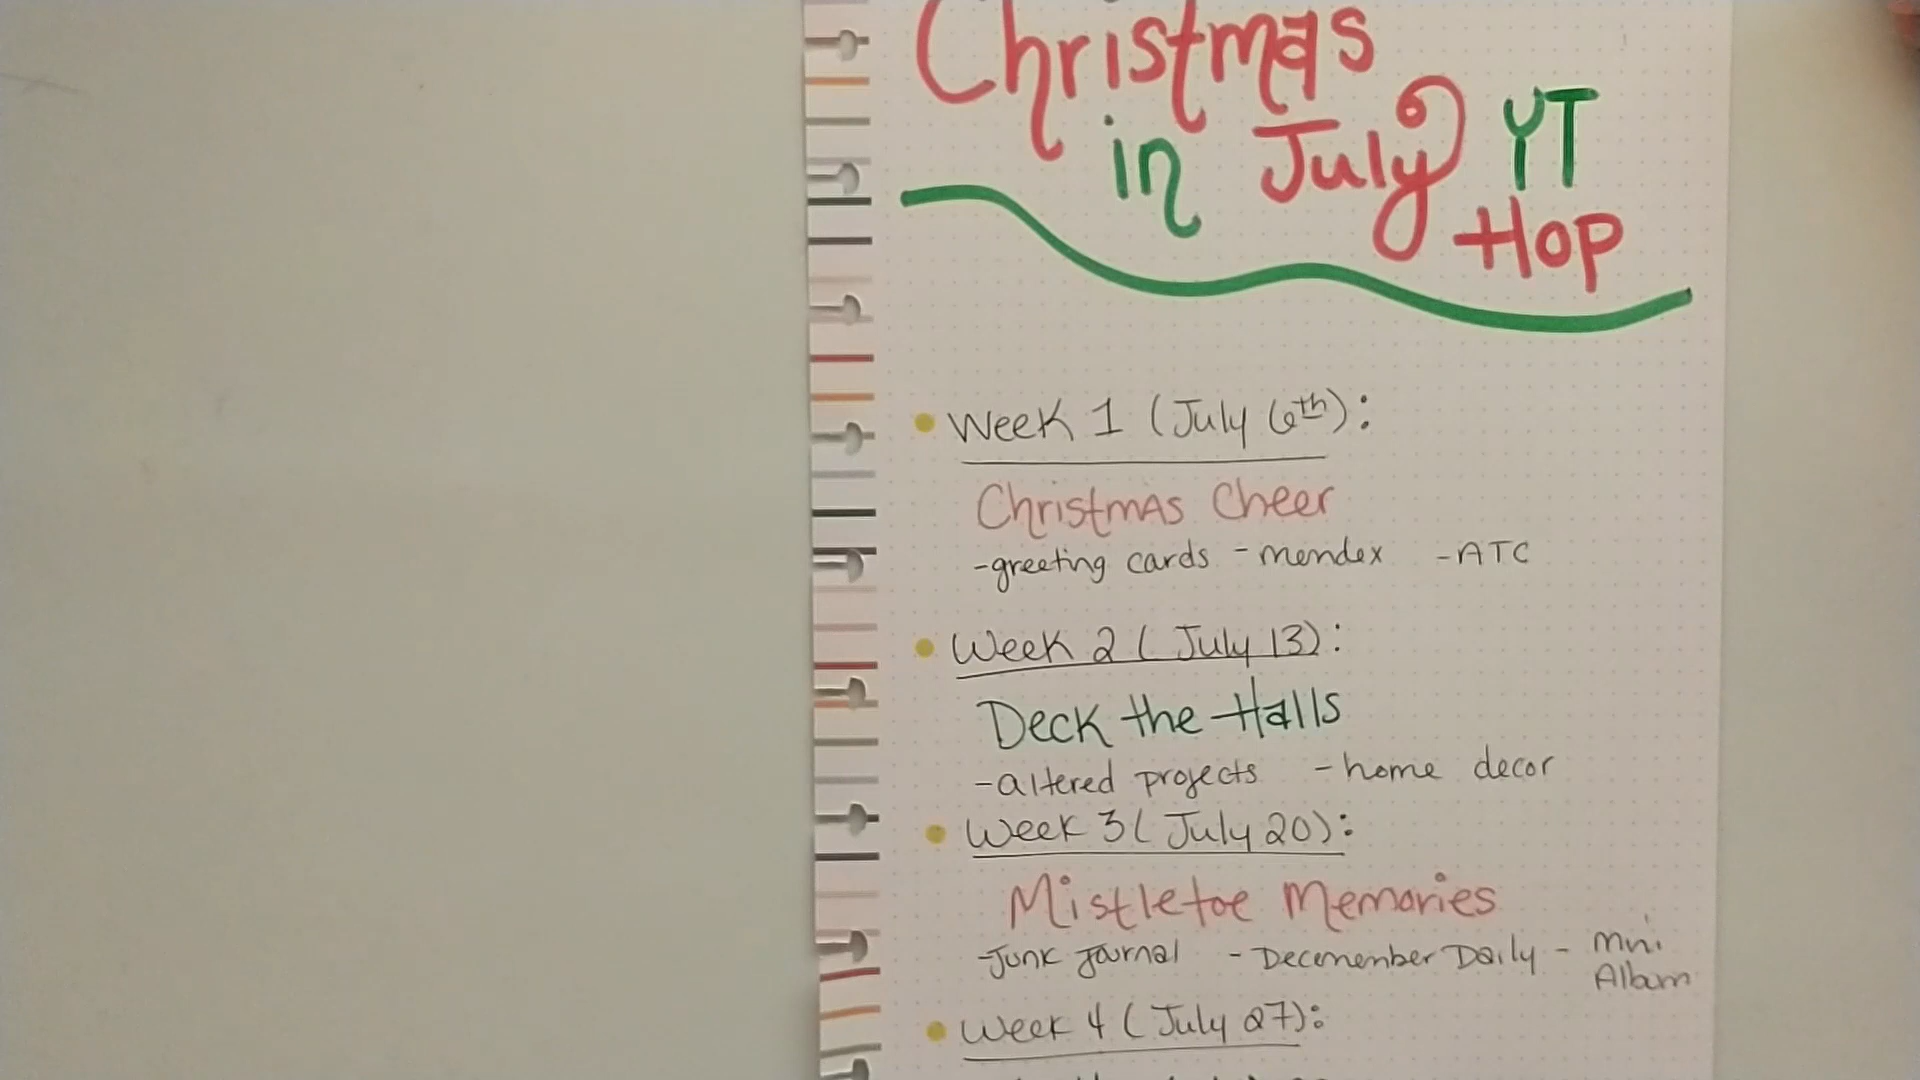 Christmas
in July YT
Hop
Week 1 (July 6th):
Christmas Cheer
-greeting cards - mendex -ATC
Week 2 (July 13):
Deck the Halls
-altered projects -home decor
Week 3 (July 20):
Mistletoe Memories
-Junk Journal - Decemember Daily - Mini
Album
Week 4 (July 27):